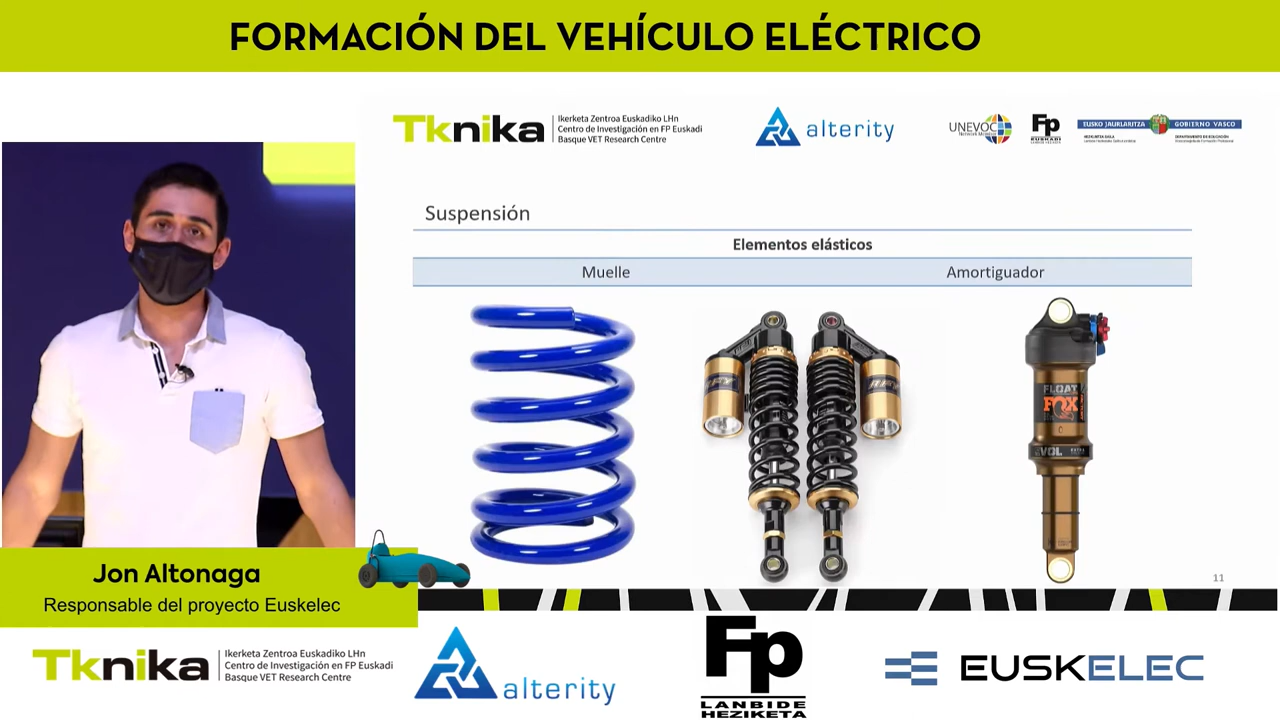 FORMACIÓN DEL VEHÍCULO ELÉCTRICO
Tknika
Ikerketa Zentroa Euskadiko LHn
Centro de Investigación en FP Euskadi
Basque VET Research Centre
alterity
UNEVOC
Fp
EUSKADI
EUSKO JAURLARITZA
GOBIERNO VASCO
Suspensión
Elementos elásticos
Muelle
Amortiguador
FLOAT
FOX
EVOL
11
Jon Altonaga
Responsable del proyecto Euskelec
Tknika
Ikerketa Zentroa Euskadiko LHn
Centro de Investigación en FP Euskadi
Basque VET Research Centre
alterity
Fp
LANBIDE
HEZIKETA
EUSKELEC